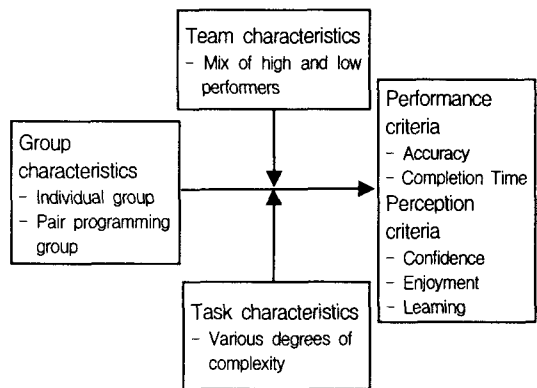 Team characteristics
- Mix of high and low
performers
Group
characteristics
- Individual group
- Pair programming
group
Performance
criteria
- Accuracy
- Completion Time
Perception
criteria
- Confidence
- Enjoyment
- Learning
Task characteristics
- Various degrees of
complexity